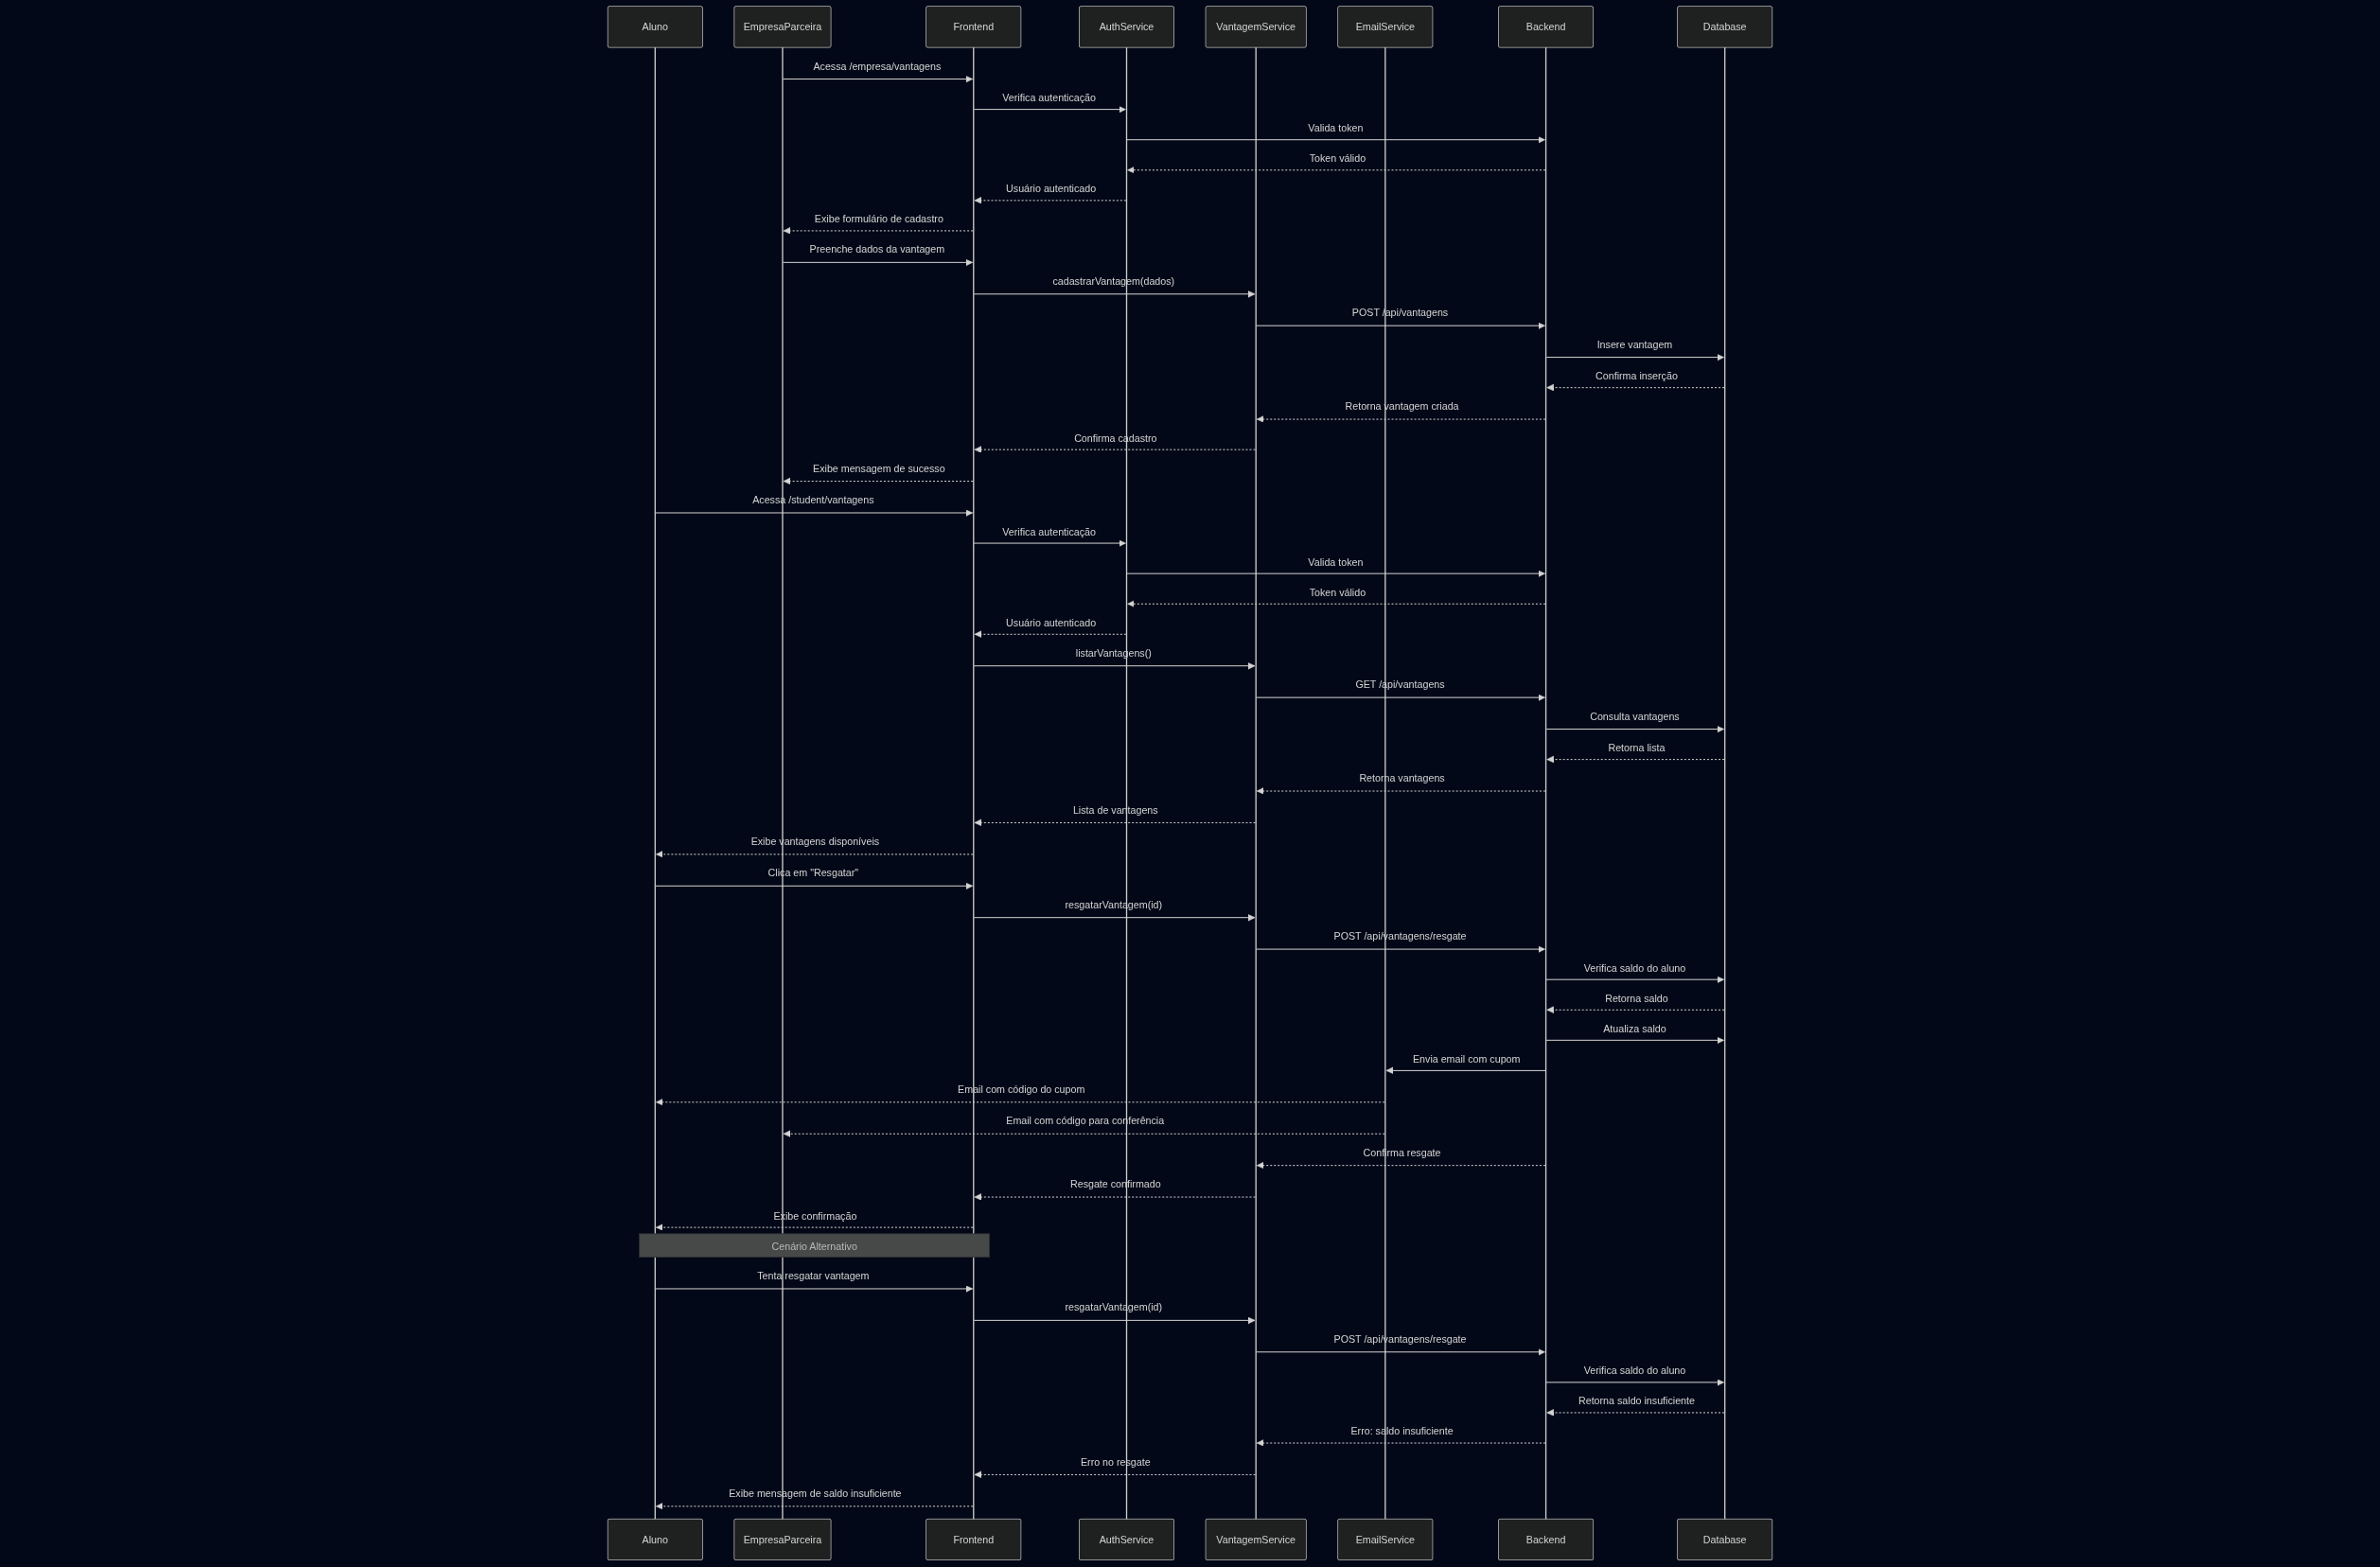 Aluno
EmpresaParceira
Frontend
AuthService
VantagemService
EmailService
Backend
Database
Acessa /empresa/vantagens
Verifica autenticação
Valida token
Token válido
Usuário autenticado
Exibe formulário de cadastro
Preenche dados da vantagem
cadastrarVantagem(dados)
POST /api/vantagens
Insere vantagem
Confirma inserção
Retorna vantagem criada
Confirma cadastro
Exibe mensagem de sucesso
Acessa /student/vantagens
Verifica autenticação
Valida token
Token válido
Usuário autenticado
listarVantagens()
GET /api/vantagens
Consulta vantagens
Retorna lista
Retorna vantagens
Lista de vantagens
Exibe vantagens disponíveis
Clica em "Resgatar"
resgatarVantagem(id)
POST /api/vantagens/resgate
Verifica saldo do aluno
Retorna saldo
Atualiza saldo
Envia email com cupom
Email com código do cupom
Email com código para conferência
Confirma resgate
Resgate confirmado
Exibe confirmação
Cenário Alternativo
Tenta resgatar vantagem
resgatarVantagem(id)
POST /api/vantagens/resgate
Verifica saldo do aluno
Retorna saldo insuficiente
Erro: saldo insuficiente
Erro no resgate
Exibe mensagem de saldo insuficiente
Aluno
EmpresaParceira
Frontend
AuthService
VantagemService
EmailService
Backend
Database